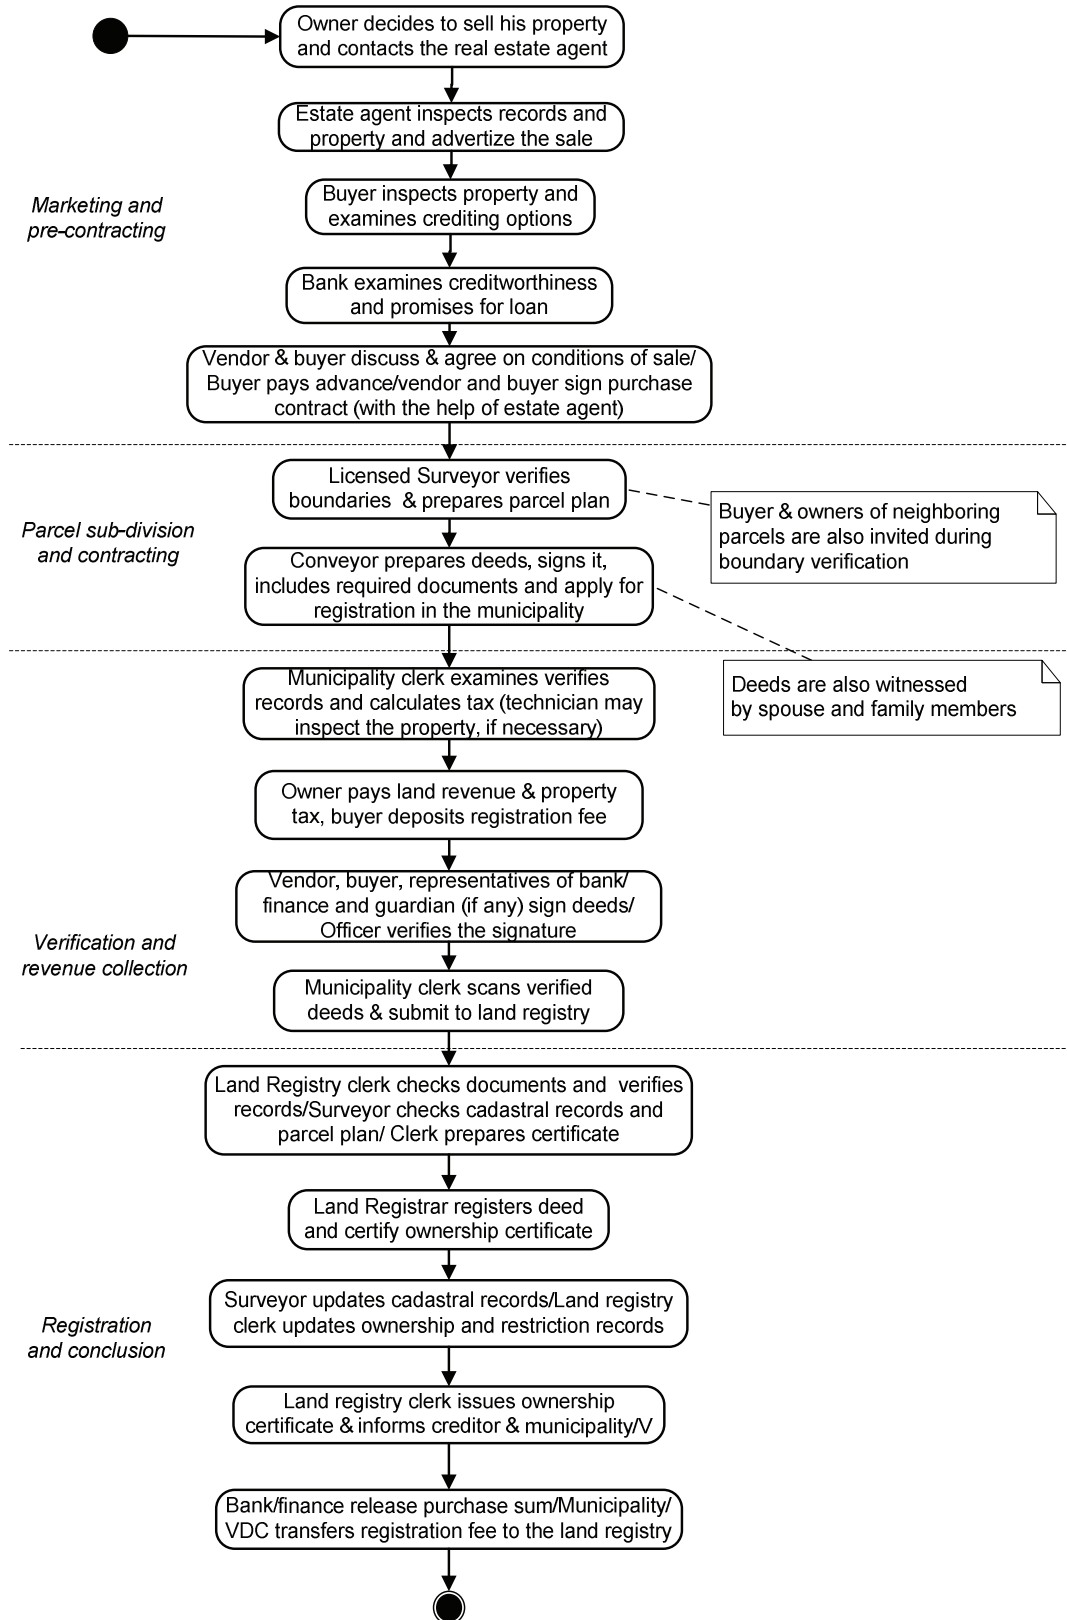 Owner decides to sell his property
and contacts the real estate agent
Estate agent inspects records and
property and advertize the sale
Buyer inspects property and
examines crediting options
Marketing and
pre-contracting
Bank examines creditworthiness
and promises for loan
Vendor & buyer discuss & agree on conditions of sale/
Buyer pays advance/vendor and buyer sign purchase
contract (with the help of estate agent)
Licensed Surveyor verifies
boundaries & prepares parcel plan
Buyer & owners of neighboring
parcels are also invited during
boundary verification
Parcel sub-division
and contracting
Conveyor prepares deeds, signs it,
includes required documents and apply for
registration in the municipality
Municipality clerk examines verifies
records and calculates tax (technician may
inspect the property, if necessary)
Deeds are also witnessed
by spouse and family members
Owner pays land revenue & property
tax, buyer deposits registration fee
Vendor, buyer, representatives of bank/
finance and guardian (if any) sign deeds/
Officer verifies the signature
Verification and
revenue collection
Municipality clerk scans verified
deeds & submit to land registry
Land Registry clerk checks documents and verifies
records/Surveyor checks cadastral records and
parcel plan/ Clerk prepares certificate
Land Registrar registers deed
and certify ownership certificate
Surveyor updates cadastral records/Land registry
clerk updates ownership and restriction records
Registration
and conclusion
Land registry clerk issues ownership
certificate & informs creditor & municipality/V
Bank/finance release purchase sum/Municipality/
VDC transfers registration fee to the land registry